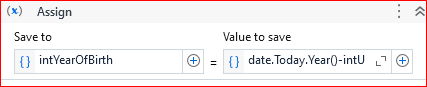 (x) Assign
Save to Value to save
{} intYearOfBirth = {} date.Today.Year()-intU